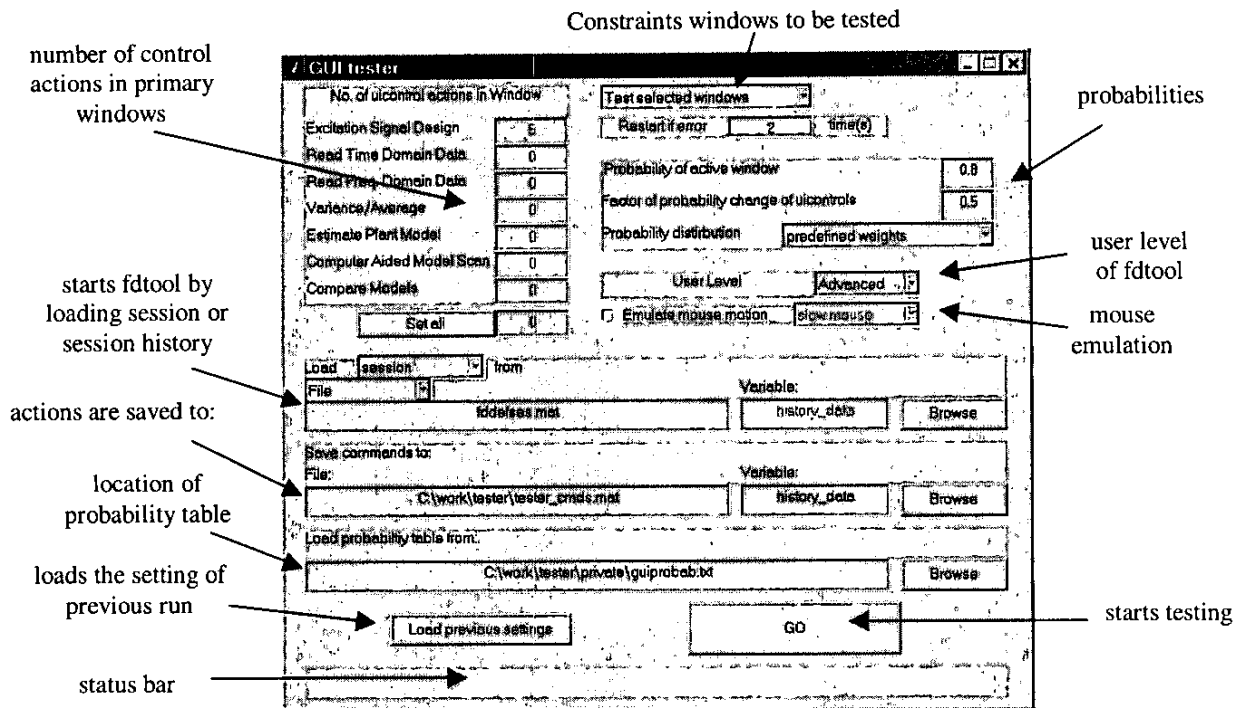 Constraints windows to be tested
number of control
actions in primary
windows
GUI tester
No. of uicontrol actions in Window
Test selected windows
probabilities
Restart if error 2 time(s)
Excitation Signal Design 5
Read Time Domain Data 0
Read Freq. Domain Data 0
Variance/Average 0
Estimate Plant Model 0
Computer Aided Model Scan 0
Compare Models 0
Set all 0
Probability of active window 0.8
Factor of probability change of uicontrols 0.5
Probability distirbution predefined weights
user level
of fdtool
User Level Advanced
Emulate mouse motion slow mouse
mouse
emulation
starts fdtool by
loading session or
session history
Load session from
File
Variable:
fddefses.mat history_data Browse
actions are saved to:
Save commands to:
File: Variable:
C:\work\tester\tester_cmds.mat history_data Browse
location of
probability table
Load probability table from:
C:\work\tester\private\guiprobab.txt Browse
loads the setting of
previous run
Load previous settings
GO
starts testing
status bar